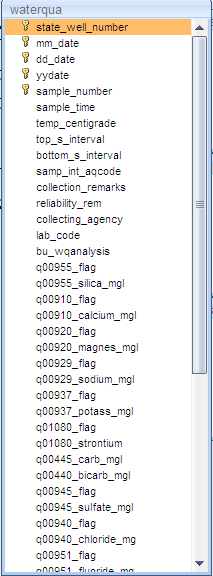 waterqua
state_well_number
mm_date
dd_date
yydate
sample_number
sample_time
temp_centigrade
top_s_interval
bottom_s_interval
samp_int_aqcode
collection_remarks
reliability_rem
collecting_agency
lab_code
bu_wqanalysis
q00955_flag
q00955_silica_mgl
q00910_flag
q00910_calcium_mgl
q00920_flag
q00920_magnes_mgl
q00929_flag
q00929_sodium_mgl
q00937_flag
q00937_potass_mgl
q01080_flag
q01080_strontium
q00445_carb_mgl
q00440_bicarb_mgl
q00945_flag
q00945_sulfate_mgl
q00940_flag
q00940_chloride_mg
q00951_flag
q00951_fluoride_mg